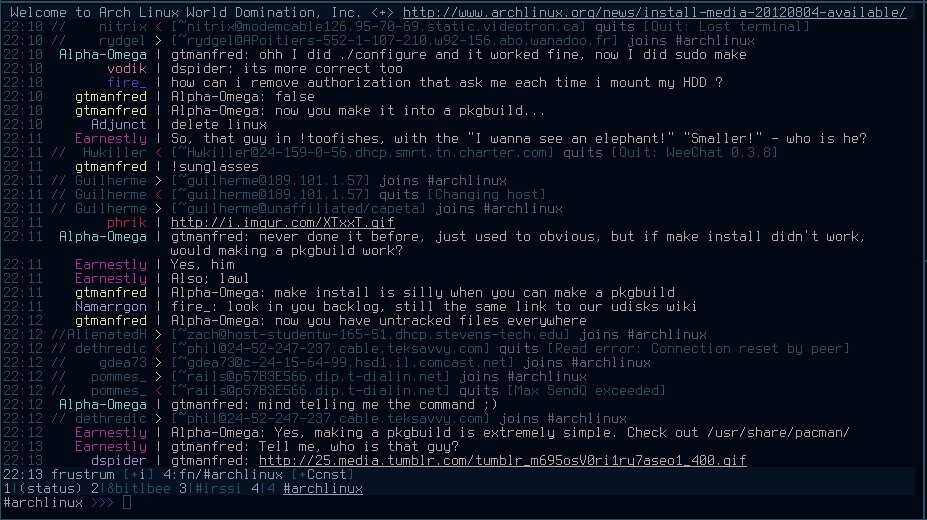 Welcome to Arch Linux World Domination, Inc. <+> http://www.archlinux.org/news/install-media-20120804-available/
22:10 // nitrix < [~nitrix@modemcable126.95-70-69.static.videotron.ca] quits [Quit: Lost terminal]
22:10 // rydgel > [~rydgel@APoitiers-552-1-107-210.w92-156.abo.wanadoo.fr] joins #archlinux
22:10 Alpha-Omega | gtmanfred: ohh I did ./configure and it worked fine, now I did sudo make
22:10 vodik | dspider: its more correct too
22:10 fire_ | how can i remove authorization that ask me each time i mount my HDD ?
22:10 gtmanfred | Alpha-Omega: false
22:10 gtmanfred | Alpha-Omega: now you make it into a pkgbuild...
22:10 Adjunct | delete linux
22:11 Earnestly | So, that guy in !toofishes, with the "I wanna see an elephant!" "Smaller!" - who is he?
22:11 // Hwkiller < [~Hwkiller@24-159-0-56.dhcp.smrt.tn.charter.com] quits [Quit: WeeChat 0.3.8]
22:11 gtmanfred | !sunglasses
22:11 // Guilherme > [~guilherme@189.101.1.57] joins #archlinux
22:11 // Guilherme < [~guilherme@189.101.1.57] quits [Changing host]
22:11 // Guilherme > [~guilherme@unaffiliated/capeta] joins #archlinux
22:11 phrik | http://i.imgur.com/XTxxT.gif
22:11 Alpha-Omega | gtmanfred: never done it before, just used to obvious, but if make install didn't work,
would making a pkgbuild work?
22:11 Earnestly | Yes, him
22:11 Earnestly | Also; lawl
22:11 gtmanfred | Alpha-Omega: make install is silly when you can make a pkgbuild
22:11 Namarrgon | fire_: look in you backlog, still the same link to our udisks wiki
22:12 gtmanfred | Alpha-Omega: now you have untracked files everywhere
22:12 //AlienatedH > [~zach@host-studentw-165-51.dhcp.stevens-tech.edu] joins #archlinux
22:12 // dethredic < [~phil@24-52-247-237.cable.teksavvy.com] quits [Read error: Connection reset by peer]
22:12 // gdea73 > [~gdea73@c-24-15-64-99.hsd1.il.comcast.net] joins #archlinux
22:12 // pommes_ > [~rails@p57B3E566.dip.t-dialin.net] joins #archlinux
22:12 // pommes_ < [~rails@p57B3E566.dip.t-dialin.net] quits [Max SendQ exceeded]
22:12 Alpha-Omega | gtmanfred: mind telling me the command ;)
22:12 // dethredic > [~phil@24-52-247-237.cable.teksavvy.com] joins #archlinux
22:12 Earnestly | Alpha-Omega: Yes, making a pkgbuild is extremely simple. Check out /usr/share/pacman/
22:13 Earnestly | gtmanfred: Tell me, who is that guy?
22:13 dspider | gtmanfred: http://25.media.tumblr.com/tumblr_m695osV0ri1ry7aseo1_400.gif
22:13 frustrum [+i] 4:fn/#archlinux [+Ccnst]
1|(status) 2|&bitlbee 3|#irssi 4|4 #archlinux
#archlinux >>>